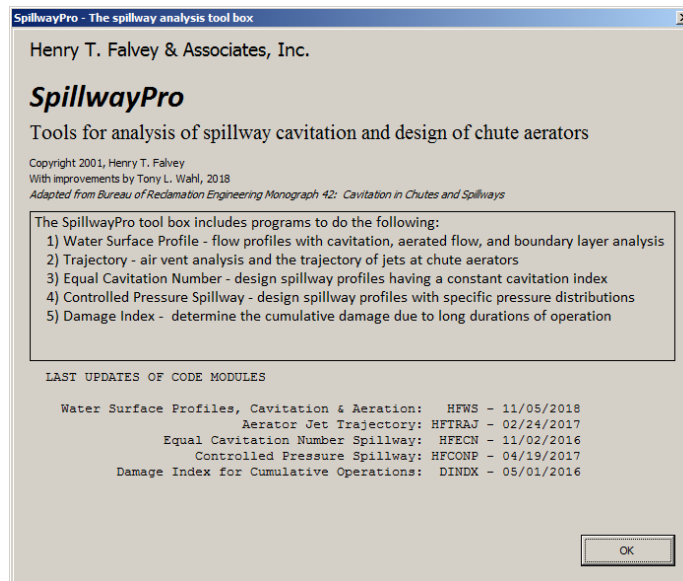 SpillwayPro - The spillway analysis tool box
Henry T. Falvey & Associates, Inc.
SpillwayPro
Tools for analysis of spillway cavitation and design of chute aerators
Copyright 2001, Henry T. Falvey
With improvements by Tony L. Wahl, 2018
Adapted from Bureau of Reclamation Engineering Monograph 42: Cavitation in Chutes and Spillways
The SpillwayPro tool box includes programs to do the following:
1) Water Surface Profile - flow profiles with cavitation, aerated flow, and boundary layer analysis
2) Trajectory - air vent analysis and the trajectory of jets at chute aerators
3) Equal Cavitation Number - design spillway profiles having a constant cavitation index
4) Controlled Pressure Spillway - design spillway profiles with specific pressure distributions
5) Damage Index - determine the cumulative damage due to long durations of operation
LAST UPDATES OF CODE MODULES
Water Surface Profiles, Cavitation & Aeration: HFWS - 11/05/2018
Aerator Jet Trajectory: HFTRAJ - 02/24/2017
Equal Cavitation Number Spillway: HFECN - 11/02/2016
Controlled Pressure Spillway: HFCONP - 04/19/2017
Damage Index for Cumulative Operations: DINDX - 05/01/2016
OK